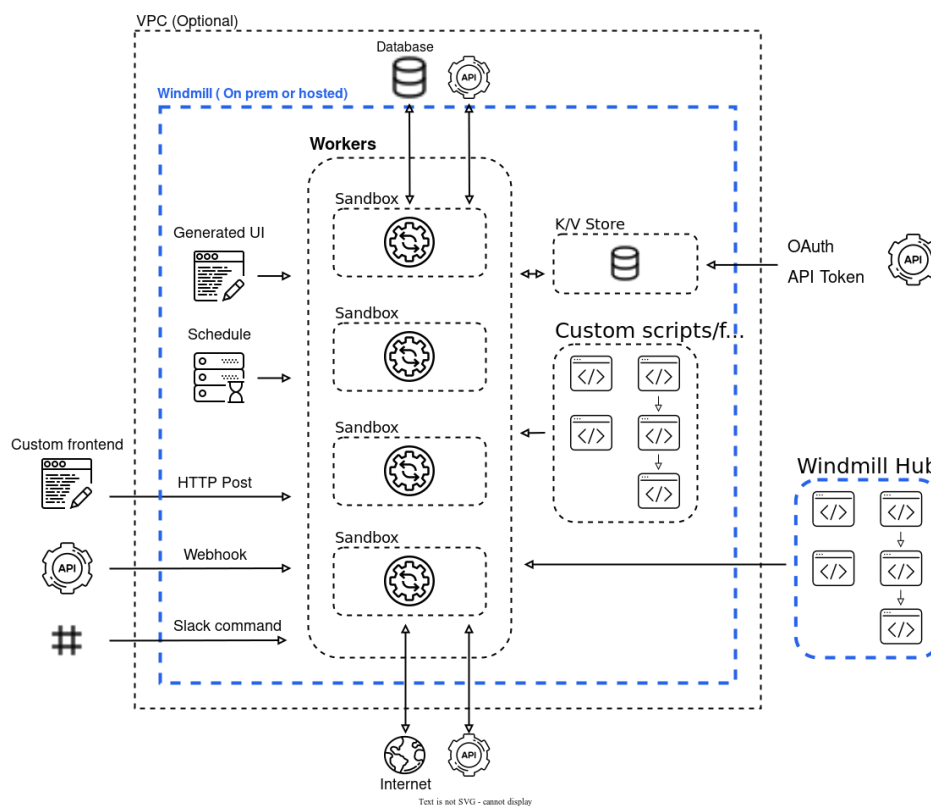 VPC (Optional)
Database
API
Windmill ( On prem or hosted)
Workers
Sandbox
Generated UI
K/V Store
OAuth
API Token
API
Sandbox
Schedule
Custom scripts/f...
</>
</>
</>
</>
</>
Sandbox
Custom frontend
HTTP Post
Windmill Hub
</>
</>
</>
</>
</>
Sandbox
Webhook
API
Slack command
#
API
Internet
Text is not SVG - cannot display